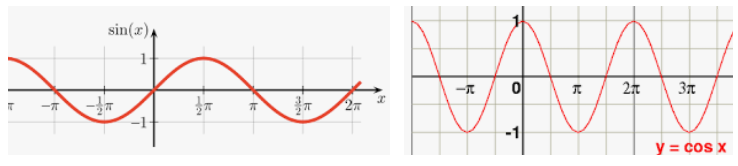 sin(x)
1
π -π -1/2π 1/2π π 3/2π 2π x
-1
1
-π 0 π 2π 3π
-1
y = cos x